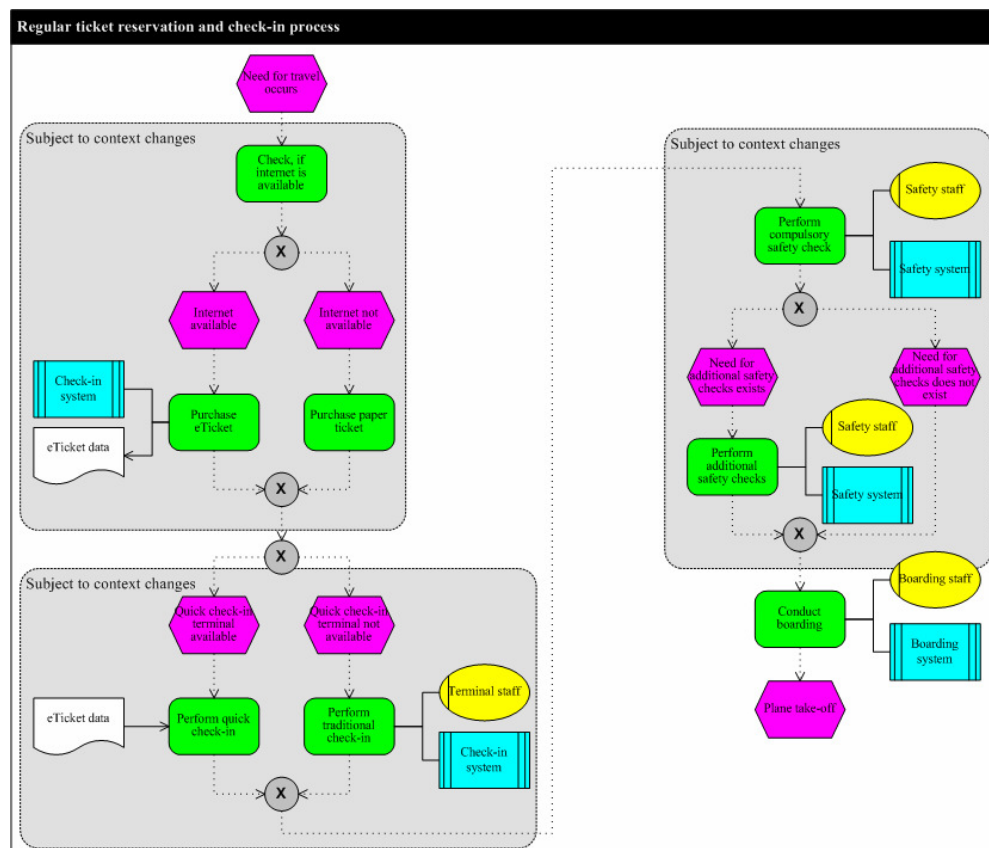 Regular ticket reservation and check-in process
Need for travel
occurs
Subject to context changes
Check, if
internet is
available
X
Internet
available
Internet not
available
Check-in
system
eTicket data
Purchase
eTicket
Purchase paper
ticket
X
X
Subject to context changes
Quick check-in
terminal
available
Quick check-in
terminal not
available
eTicket data
Perform quick
check-in
Perform
traditional
check-in
Terminal staff
Check-in
system
X
Subject to context changes
Perform
compulsory
safety check
Safety staff
Safety system
X
Need for
additional safety
checks exists
Need for
additional safety
checks does not
exist
Perform
additional
safety checks
Safety staff
Safety system
X
Conduct
boarding
Boarding staff
Boarding
system
Plane take-off